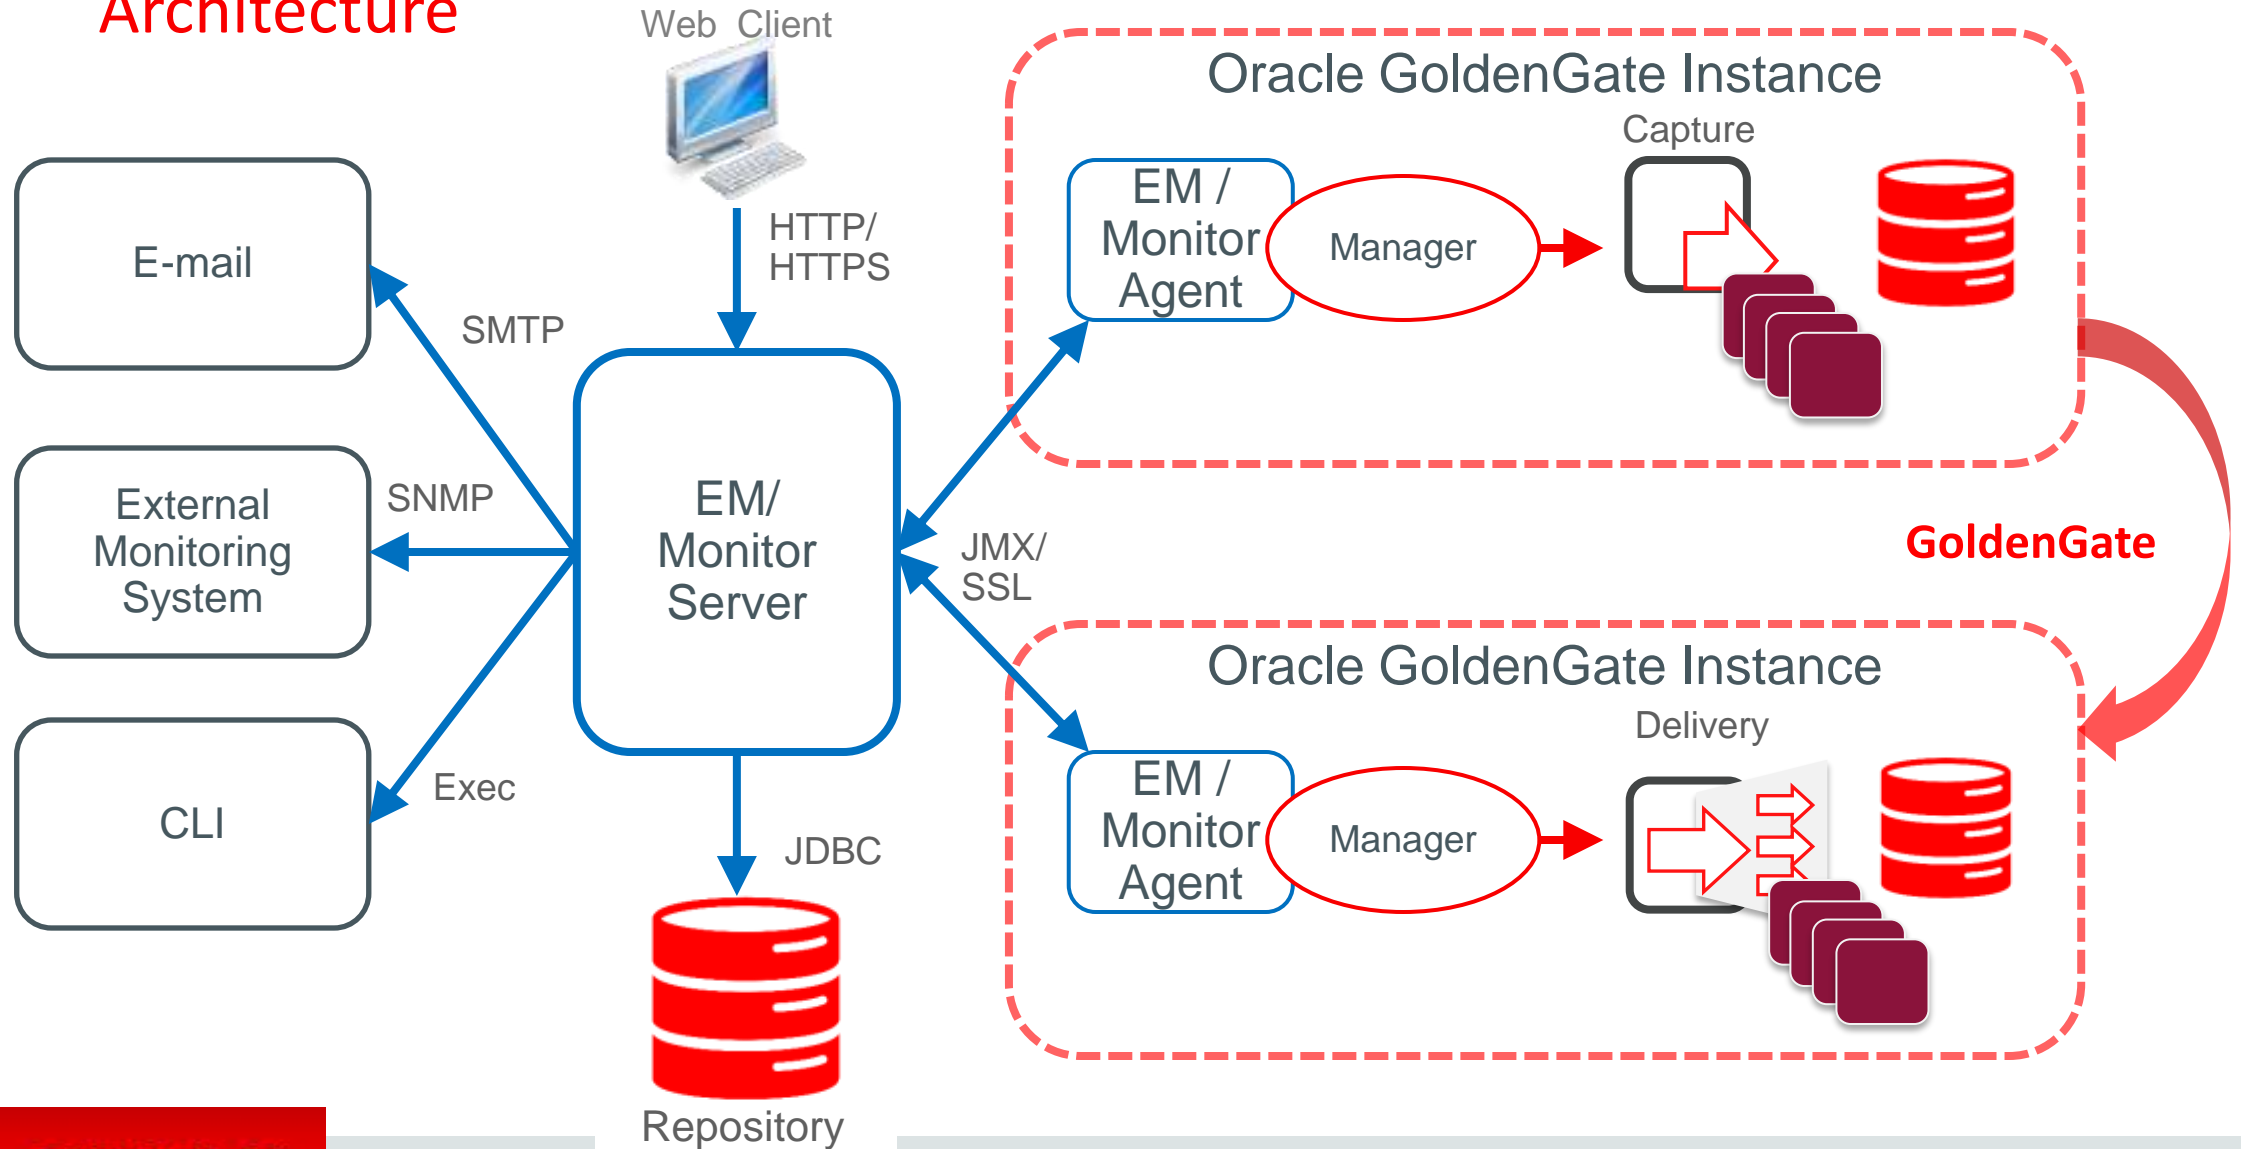 Architecture
Web Client
HTTP/
HTTPS
E-mail
SMTP
External
Monitoring
System
SNMP
CLI
Exec
EM/
Monitor
Server
JDBC
Repository
JMX/
SSL
Oracle GoldenGate Instance
Capture
EM /
Monitor
Agent
Manager
GoldenGate
Oracle GoldenGate Instance
Delivery
EM /
Monitor
Agent
Manager